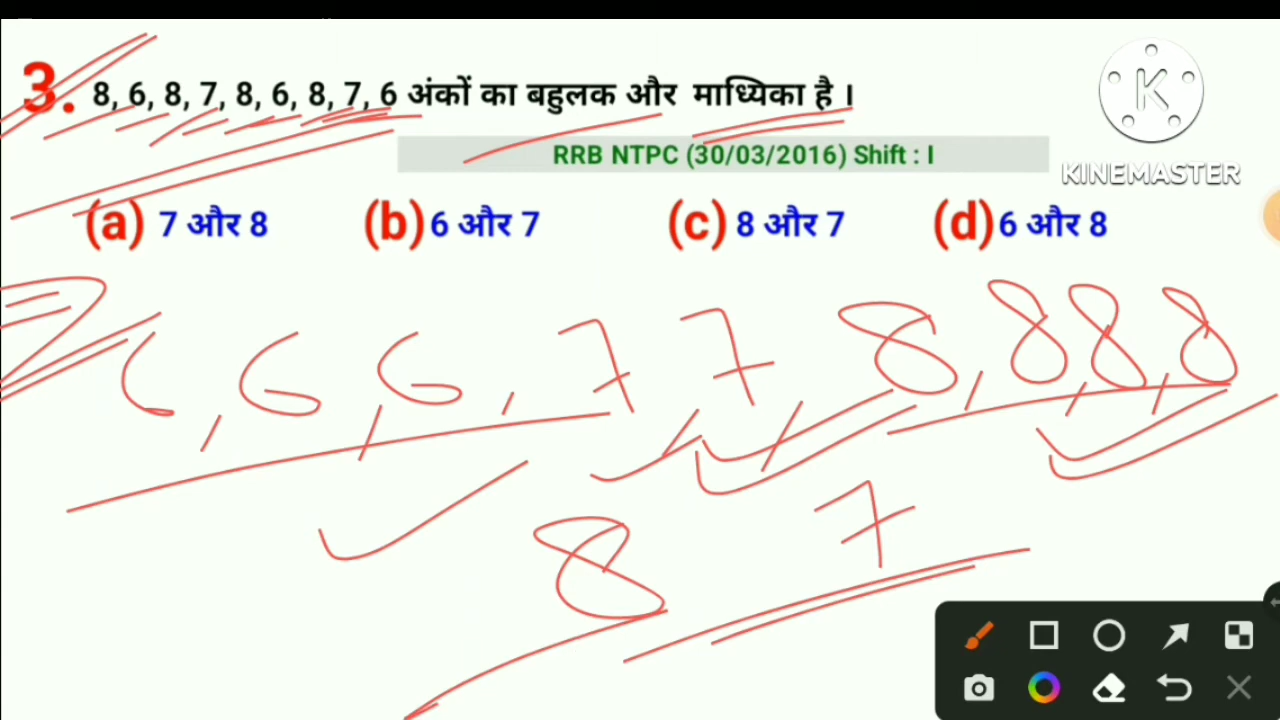 3. 8, 6, 8, 7, 8, 6, 8, 7, 6 अंकों का बहुलक और माध्यिका है ।
RRB NTPC (30/03/2016) Shift : I
(a) 7 और 8 (b) 6 और 7 (c) 8 और 7 (d) 6 और 8
6, 6, 6, 7, 7, 8, 8, 8, 8
8 7
K
KINEMASTER